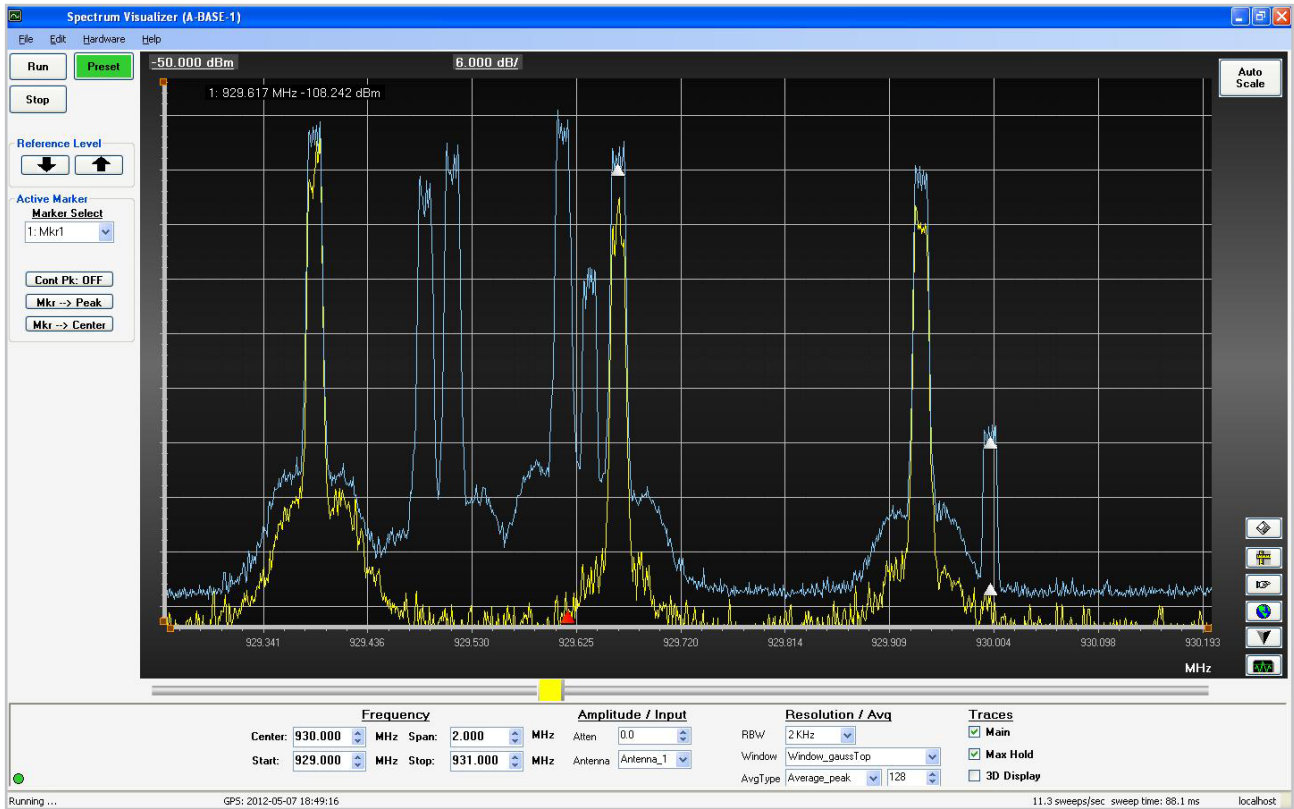 Spectrum Visualizer (A-BASE-1)
File Edit Hardware Help
Run Preset
Stop
Reference Level
Active Marker
Marker Select
1: Mkr1
Cont Pk: OFF
Mkr --> Peak
Mkr --> Center
-50.000 dBm 6.000 dB/
1: 929.617 MHz -108.242 dBm
Auto
Scale
929.341 929.436 929.530 929.625 929.720 929.814 929.909 930.004 930.098 930.193
MHz
Frequency
Center: 930.000 MHz Span: 2.000 MHz
Start: 929.000 MHz Stop: 931.000 MHz
Amplitude / Input
Atten 0.0
Antenna Antenna_1
Resolution / Avg
RBW 2 KHz
Window Window_gaussTop
AvgType Average_peak 128
Traces
Main
Max Hold
3D Display
Running ... GPS: 2012-05-07 18:49:16 11.3 sweeps/sec sweep time: 88.1 ms localhost